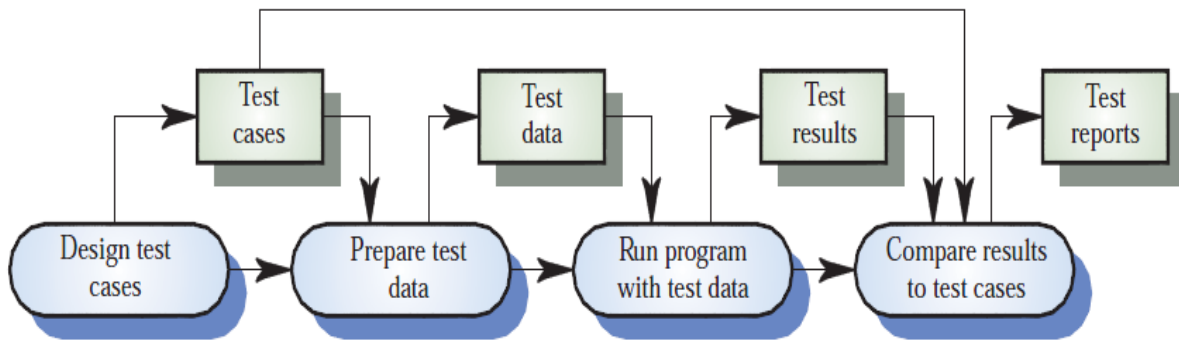 Test
cases
Test
data
Test
results
Test
reports
Design test
cases
Prepare test
data
Run program
with test data
Compare results
to test cases